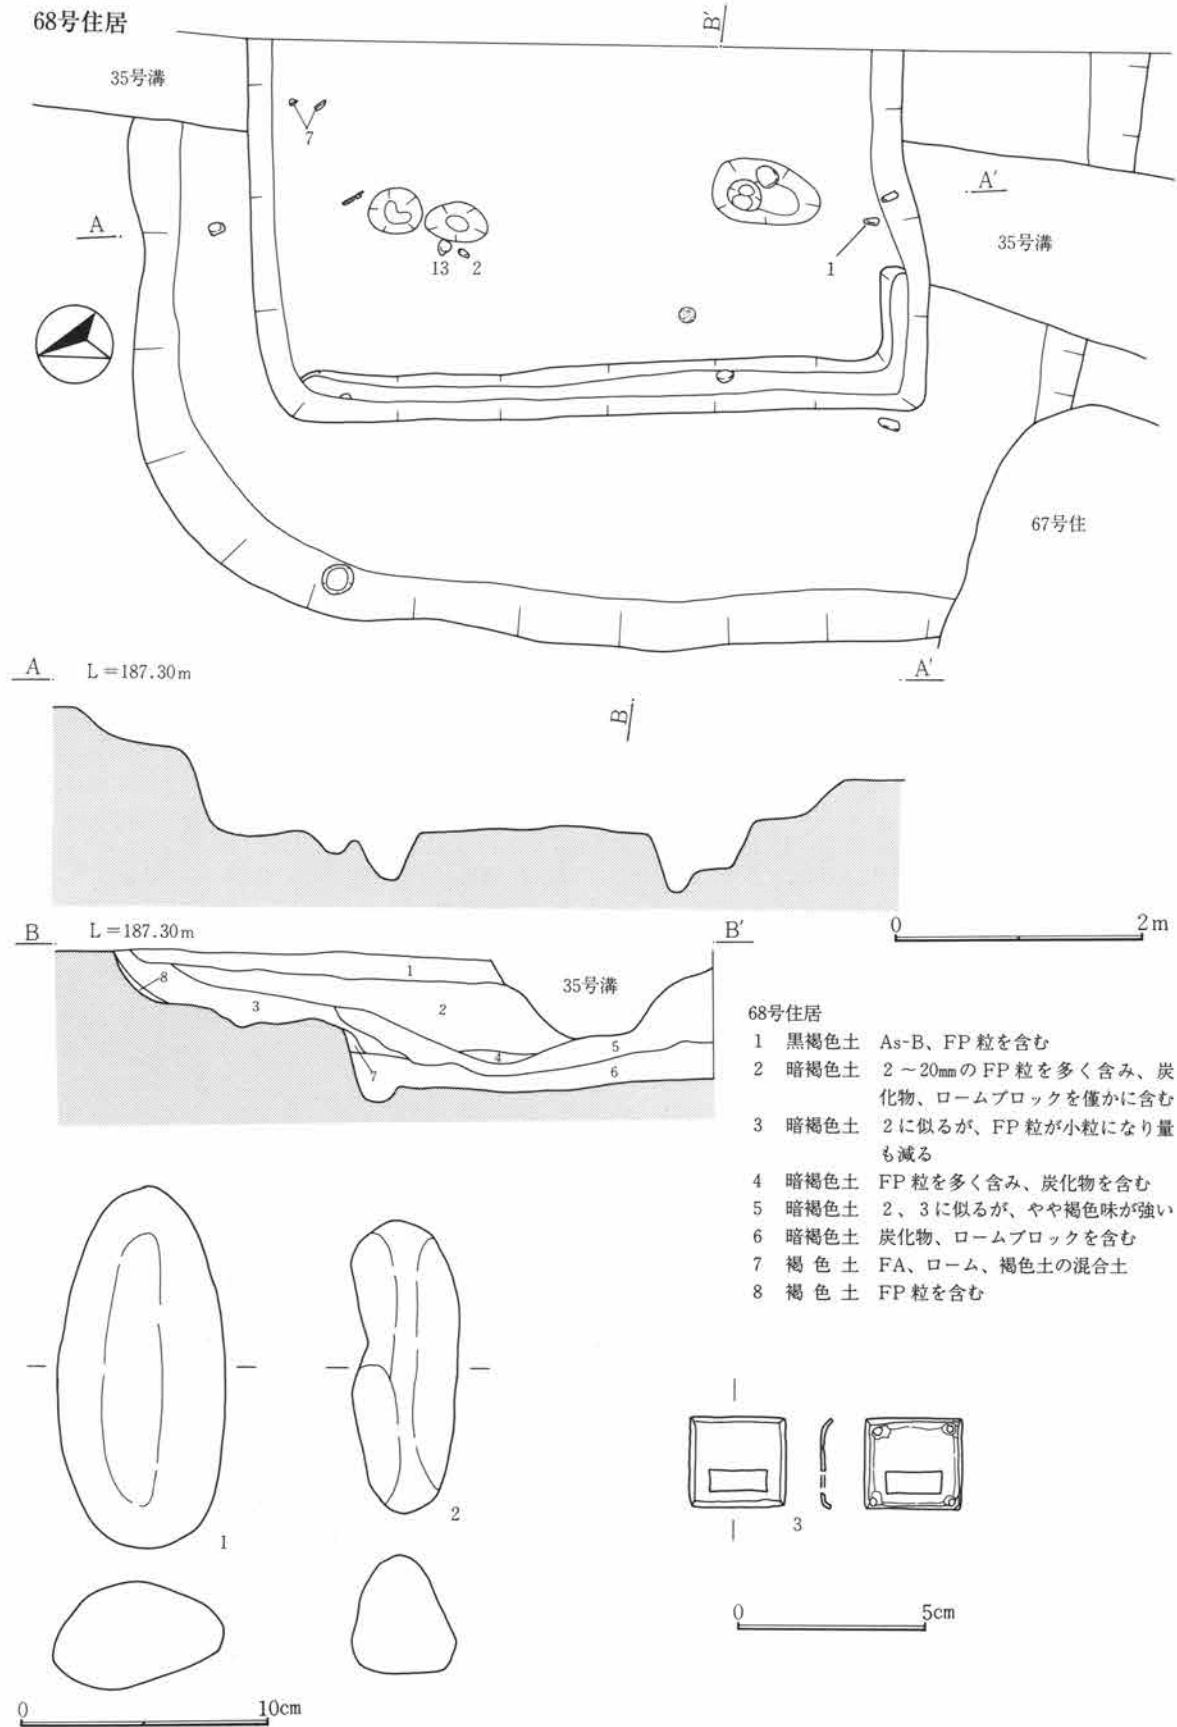 68号住居
B'
35号溝
7
A
A'
35号溝
13 2
1
67号住
A L=187.30m A'
B
0 2m
B L=187.30m B'
35号溝
1
8
3
2
4
5
6
7
68号住居
1 黒褐色土 As-B、FP粒を含む
2 暗褐色土 2~20㎜のFP粒を多く含み、炭
化物、ロームブロックを僅かに含む
3 暗褐色土 2に似るが、FP粒が小粒になり量
も減る
4 暗褐色土 FP粒を多く含み、炭化物を含む
5 暗褐色土 2、3に似るが、やや褐色味が強い
6 暗褐色土 炭化物、ロームブロックを含む
7 褐色土 FA、ローム、褐色土の混合土
8 褐色土 FP粒を含む
1
2
3
0 5cm
0 10cm